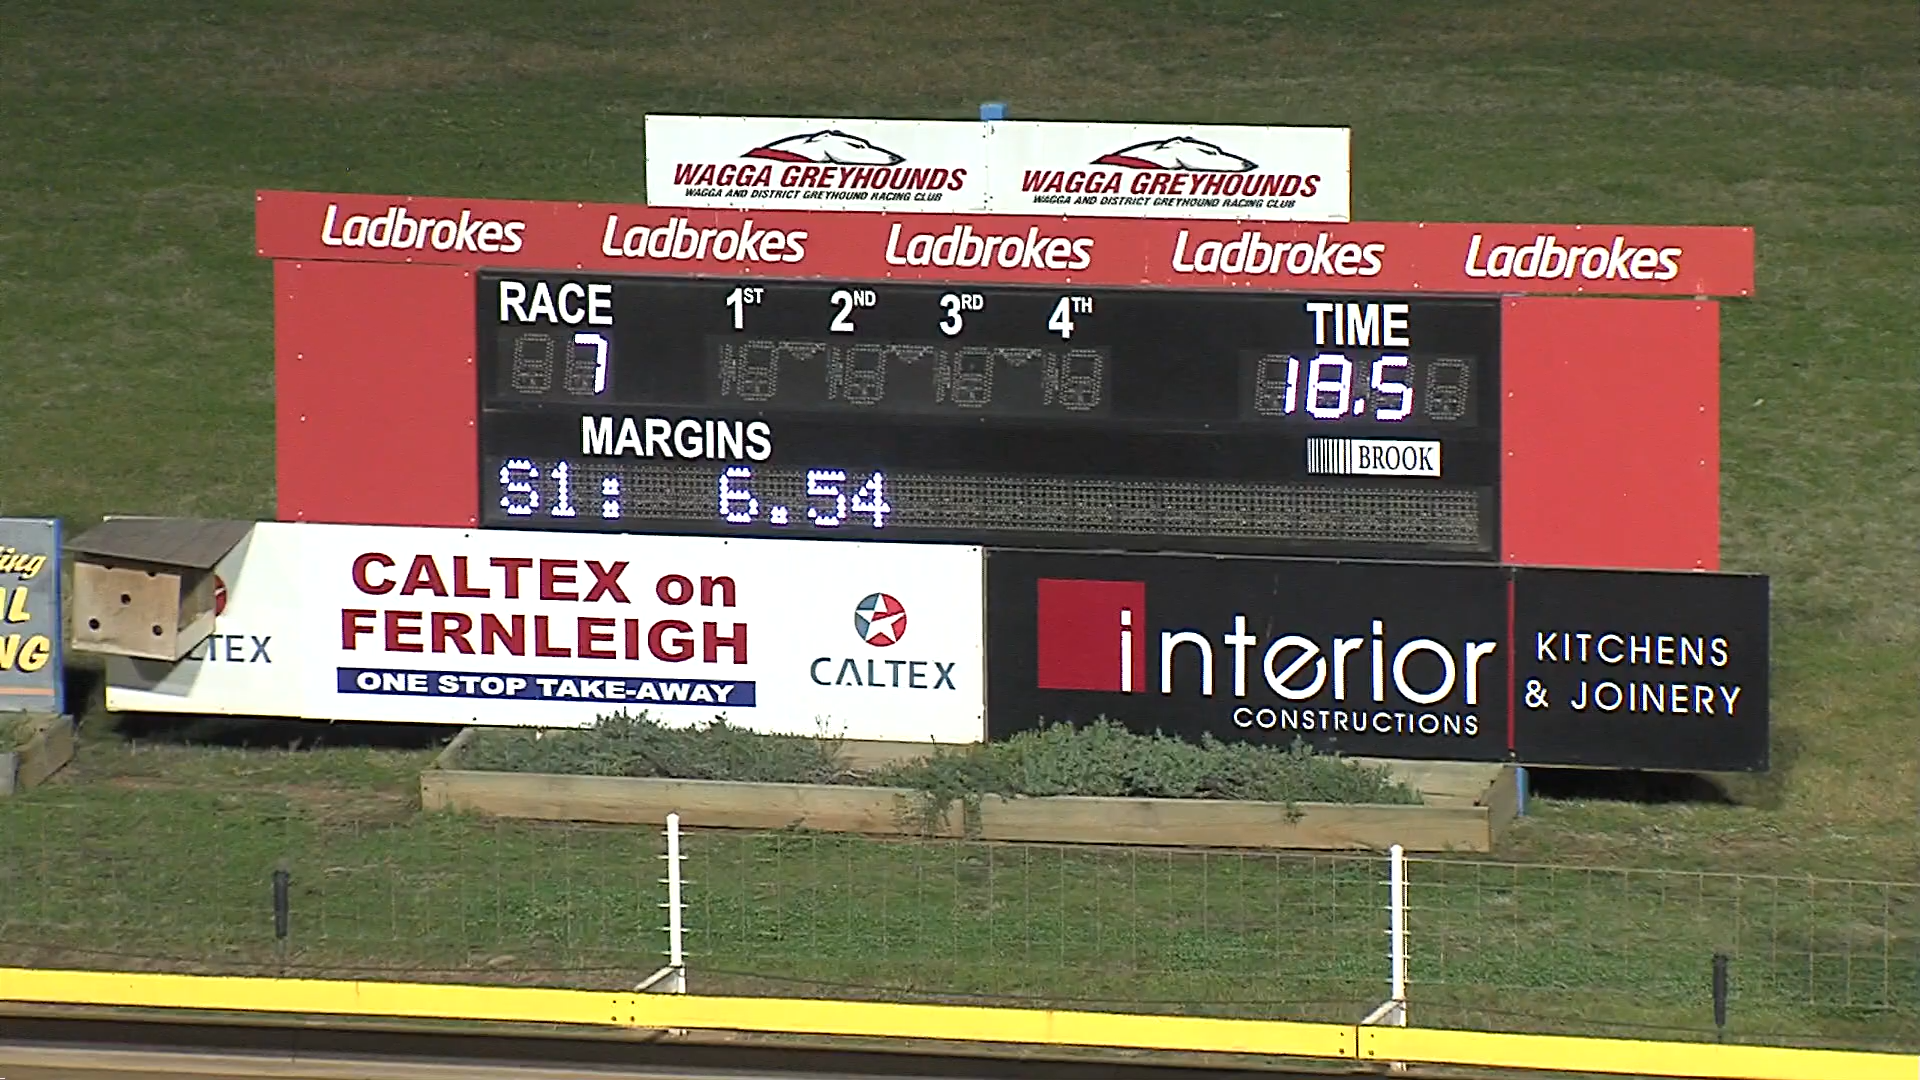 WAGGA GREYHOUNDS
WAGGA AND DISTRICT GREYHOUND RACING CLUB
WAGGA GREYHOUNDS
WAGGA AND DISTRICT GREYHOUND RACING CLUB
Ladbrokes Ladbrokes Ladbrokes Ladbrokes Ladbrokes
RACE 1ST 2ND 3RD 4TH TIME
7 18.5
MARGINS BROOK
S1: 6.54
CALTEX on
FERNLEIGH
ONE STOP TAKE-AWAY
CALTEX
interior
CONSTRUCTIONS
KITCHENS
& JOINERY